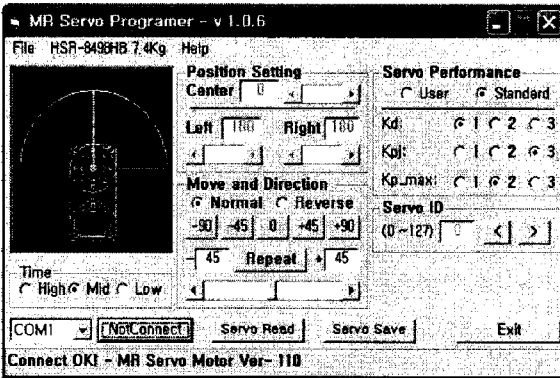 MR Servo Programer - v 1.0.6
File HSR-8498HB 7.4Kg Help
Position Setting
Center 0
Left 180 Right 180
Move and Direction
Normal Reverse
-90 -45 0 +45 +90
- 45 Repeat + 45
Time
High Mid Low
Servo Performance
User Standard
Kd: 1 2 3
Kpj: 1 2 3
Kp_max: 1 2 3
Servo ID
(0 ~127) 0 < >
COM1 NotConnect Servo Read Servo Save Exit
Connect OK! - MR Servo Motor Ver- 110